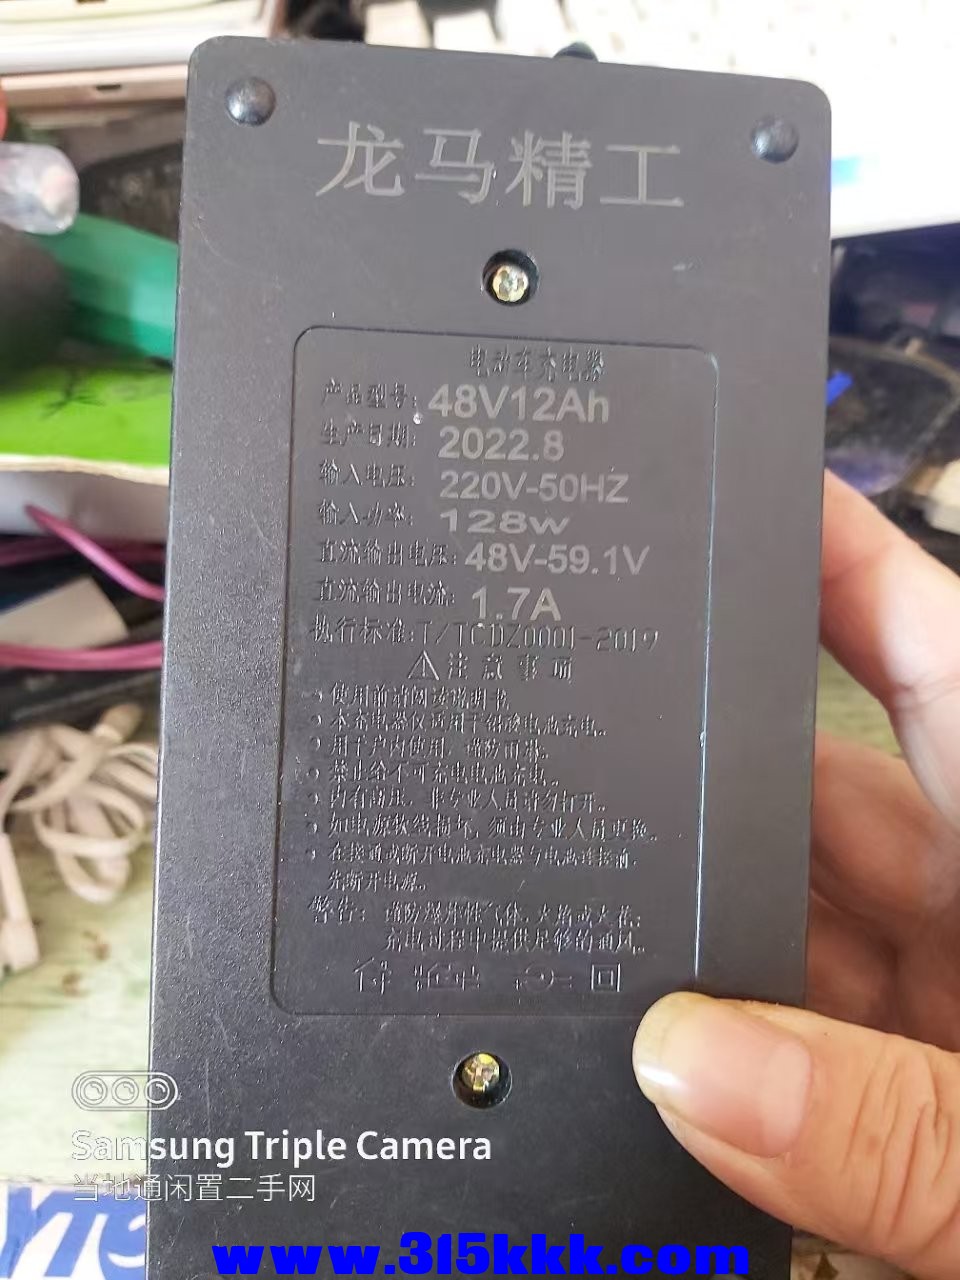 龙马精工
电动车充电器
产品型号：48V12Ah
生产日期：2022.8
输入电压：220V-50HZ
输入功率：128w
直流输出电压：48V-59.1V
直流输出电流：1.7A
执行标准：T/TCDZ0001-2019
⚠注意事项
使用前请阅读说明书
本充电器仅适用于铅酸电池充电。
用于户内使用，谨防雨淋。
禁止给不可充电电池充电。
内有高压，非专业人员请勿打开。
如电源软线损坏，须由专业人员更换。
在接通或断开电池充电器与电池连接前，
先断开电源。
警告：谨防爆炸性气体，火焰或火花；
充电过程中提供足够的通风。
Samsung Triple Camera
当地通闲置二手网
www.315kkk.com